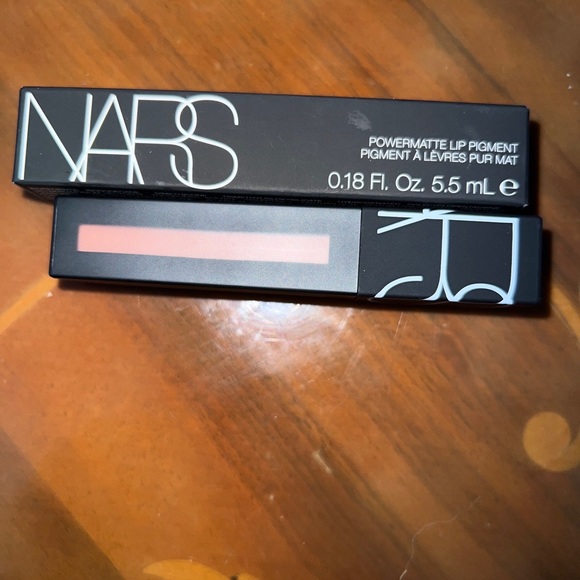 NARS
POWERMATTE LIP PIGMENT
PIGMENT À LÈVRES PUR MAT
0.18 Fl. Oz. 5.5 mL ℮